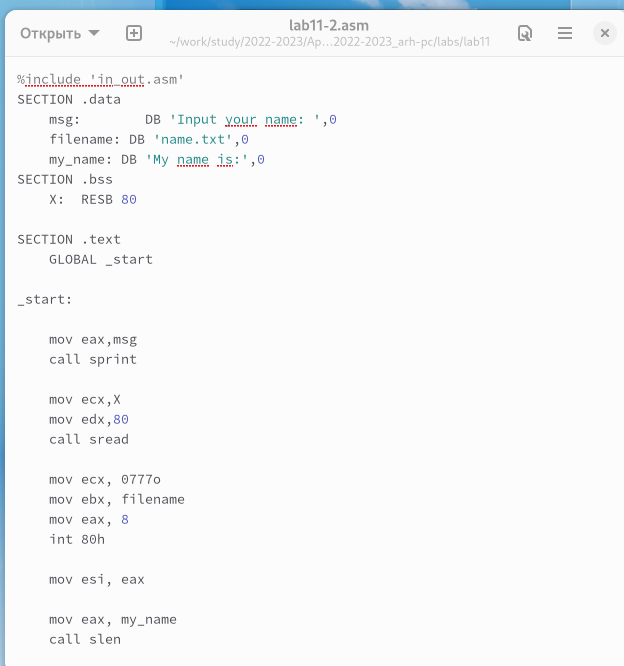 Открыть
lab11-2.asm
~/work/study/2022-2023/Ap...2022-2023_arh-pc/labs/lab11
%include 'in_out.asm'
SECTION .data
    msg:        DB 'Input your name: ',0
    filename: DB 'name.txt',0
    my_name: DB 'My name is:',0
SECTION .bss
    X:  RESB 80
SECTION .text
    GLOBAL _start
_start:
    mov eax,msg
    call sprint
    mov ecx,X
    mov edx,80
    call sread
    mov ecx, 0777o
    mov ebx, filename
    mov eax, 8
    int 80h
    mov esi, eax
    mov eax, my_name
    call slen